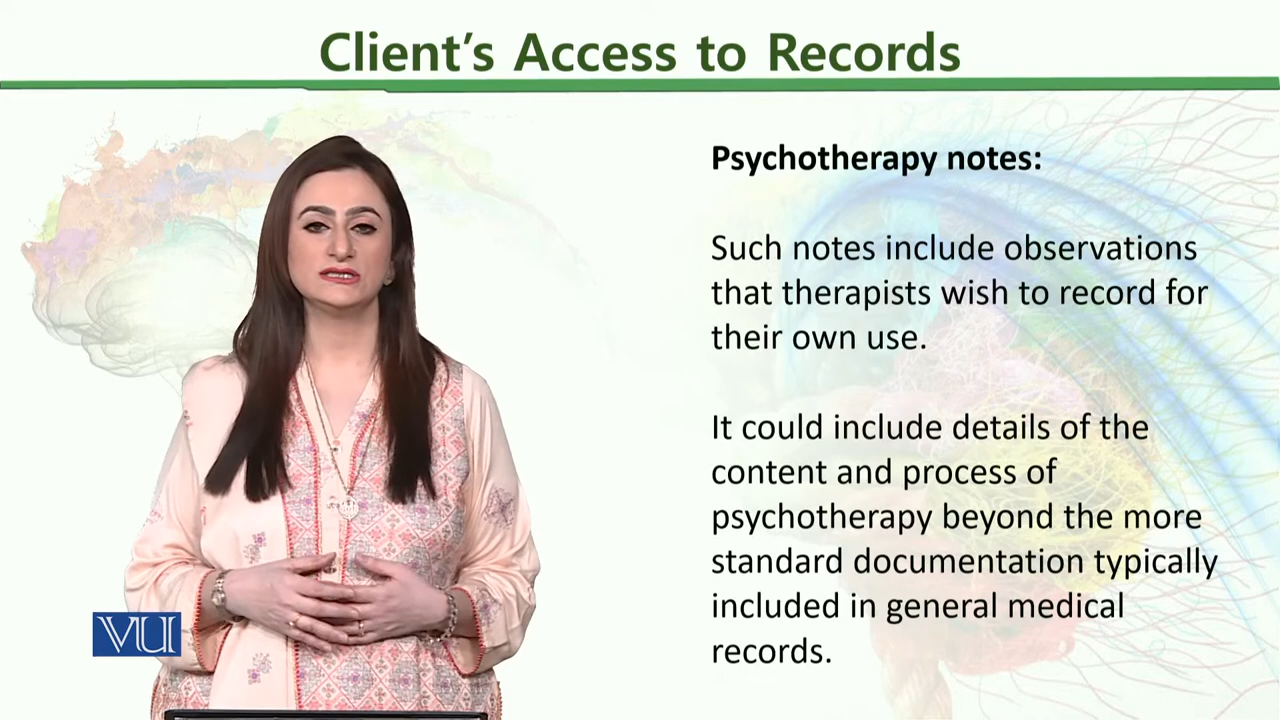 Client's Access to Records
Psychotherapy notes:
Such notes include observations
that therapists wish to record for
their own use.
It could include details of the
content and process of
psychotherapy beyond the more
standard documentation typically
included in general medical
records.
VU